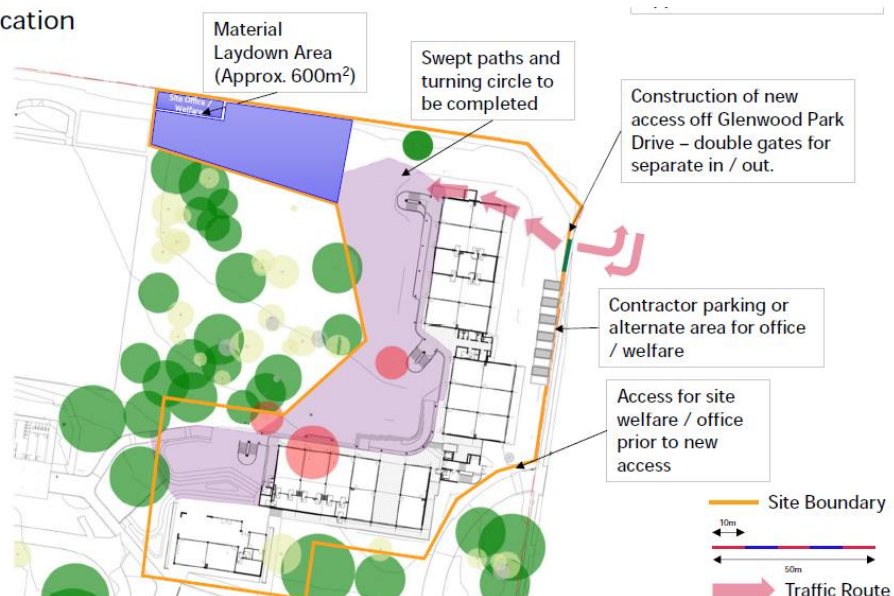 cation
Material
Laydown Area
(Approx. 600m²)
Site Office /
Welfare
Swept paths and
turning circle to
be completed
Construction of new
access off Glenwood Park
Drive – double gates for
separate in / out.
Contractor parking or
alternate area for office
/ welfare
Access for site
welfare / office
prior to new
access
Site Boundary
10m
50m
Traffic Route